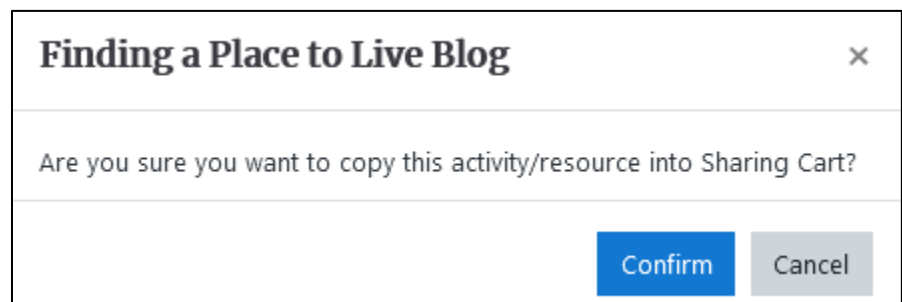 Finding a Place to Live Blog
×
Are you sure you want to copy this activity/resource into Sharing Cart?
Confirm Cancel